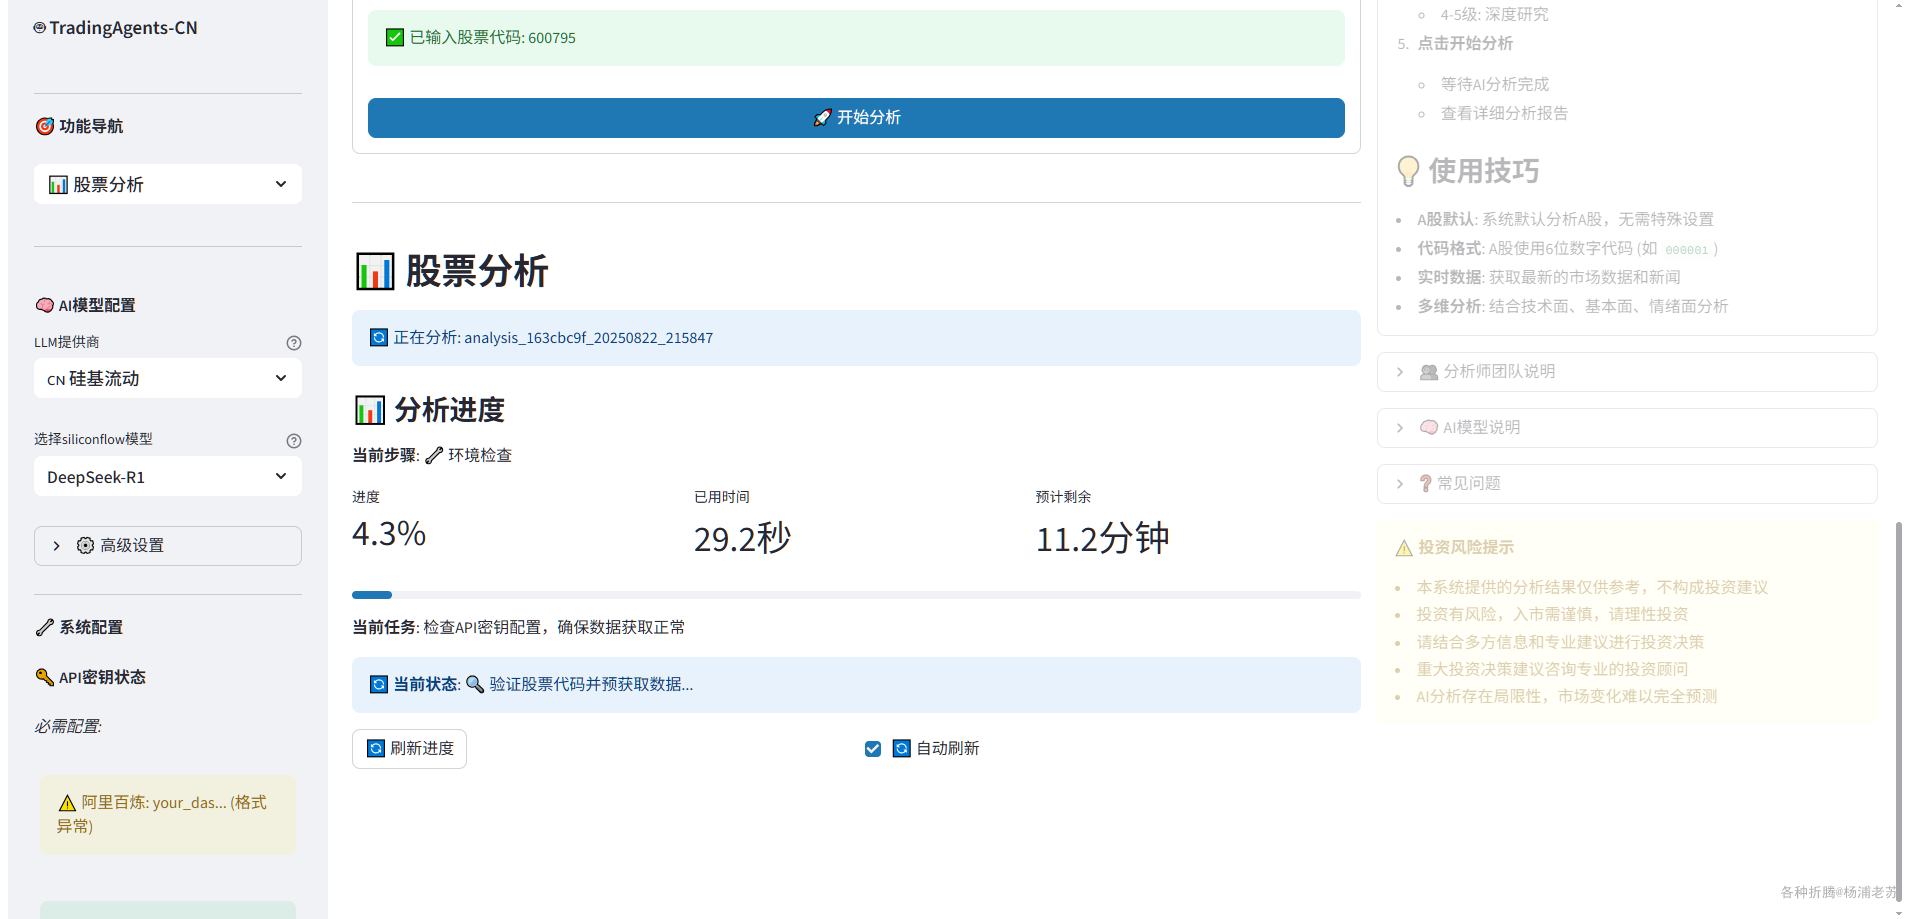 TradingAgents-CN
功能导航
股票分析
AI模型配置
LLM提供商
CN 硅基流动
选择siliconflow模型
DeepSeek-R1
高级设置
系统配置
API密钥状态
必需配置:
阿里百炼: your_das... (格式
异常)
已输入股票代码: 600795
开始分析
股票分析
正在分析: analysis_163cbc9f_20250822_215847
分析进度
当前步骤: 环境检查
进度
4.3%
已用时间
29.2秒
预计剩余
11.2分钟
当前任务: 检查API密钥配置，确保数据获取正常
当前状态: 验证股票代码并预获取数据...
刷新进度
自动刷新
4-5级: 深度研究
5. 点击开始分析
等待AI分析完成
查看详细分析报告
使用技巧
A股默认: 系统默认分析A股，无需特殊设置
代码格式: A股使用6位数字代码 (如 000001 )
实时数据: 获取最新的市场数据和新闻
多维分析: 结合技术面、基本面、情绪面分析
分析师团队说明
AI模型说明
常见问题
投资风险提示
本系统提供的分析结果仅供参考，不构成投资建议
投资有风险，入市需谨慎，请理性投资
请结合多方信息和专业建议进行投资决策
重大投资决策建议咨询专业的投资顾问
AI分析存在局限性，市场变化难以完全预测
各种折腾@杨浦老苏